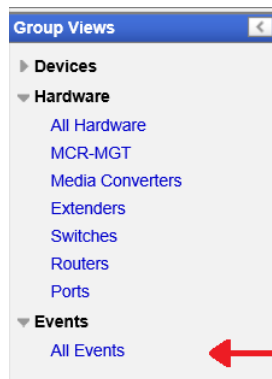 Group Views
Devices
Hardware
All Hardware
MCR-MGT
Media Converters
Extenders
Switches
Routers
Ports
Events
All Events